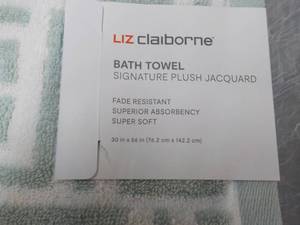 LIZ claiborne
BATH TOWEL
SIGNATURE PLUSH JACQUARD
FADE RESISTANT
SUPERIOR ABSORBENCY
SUPER SOFT
30 in x 56 in (76.2 cm x 142.2 cm)